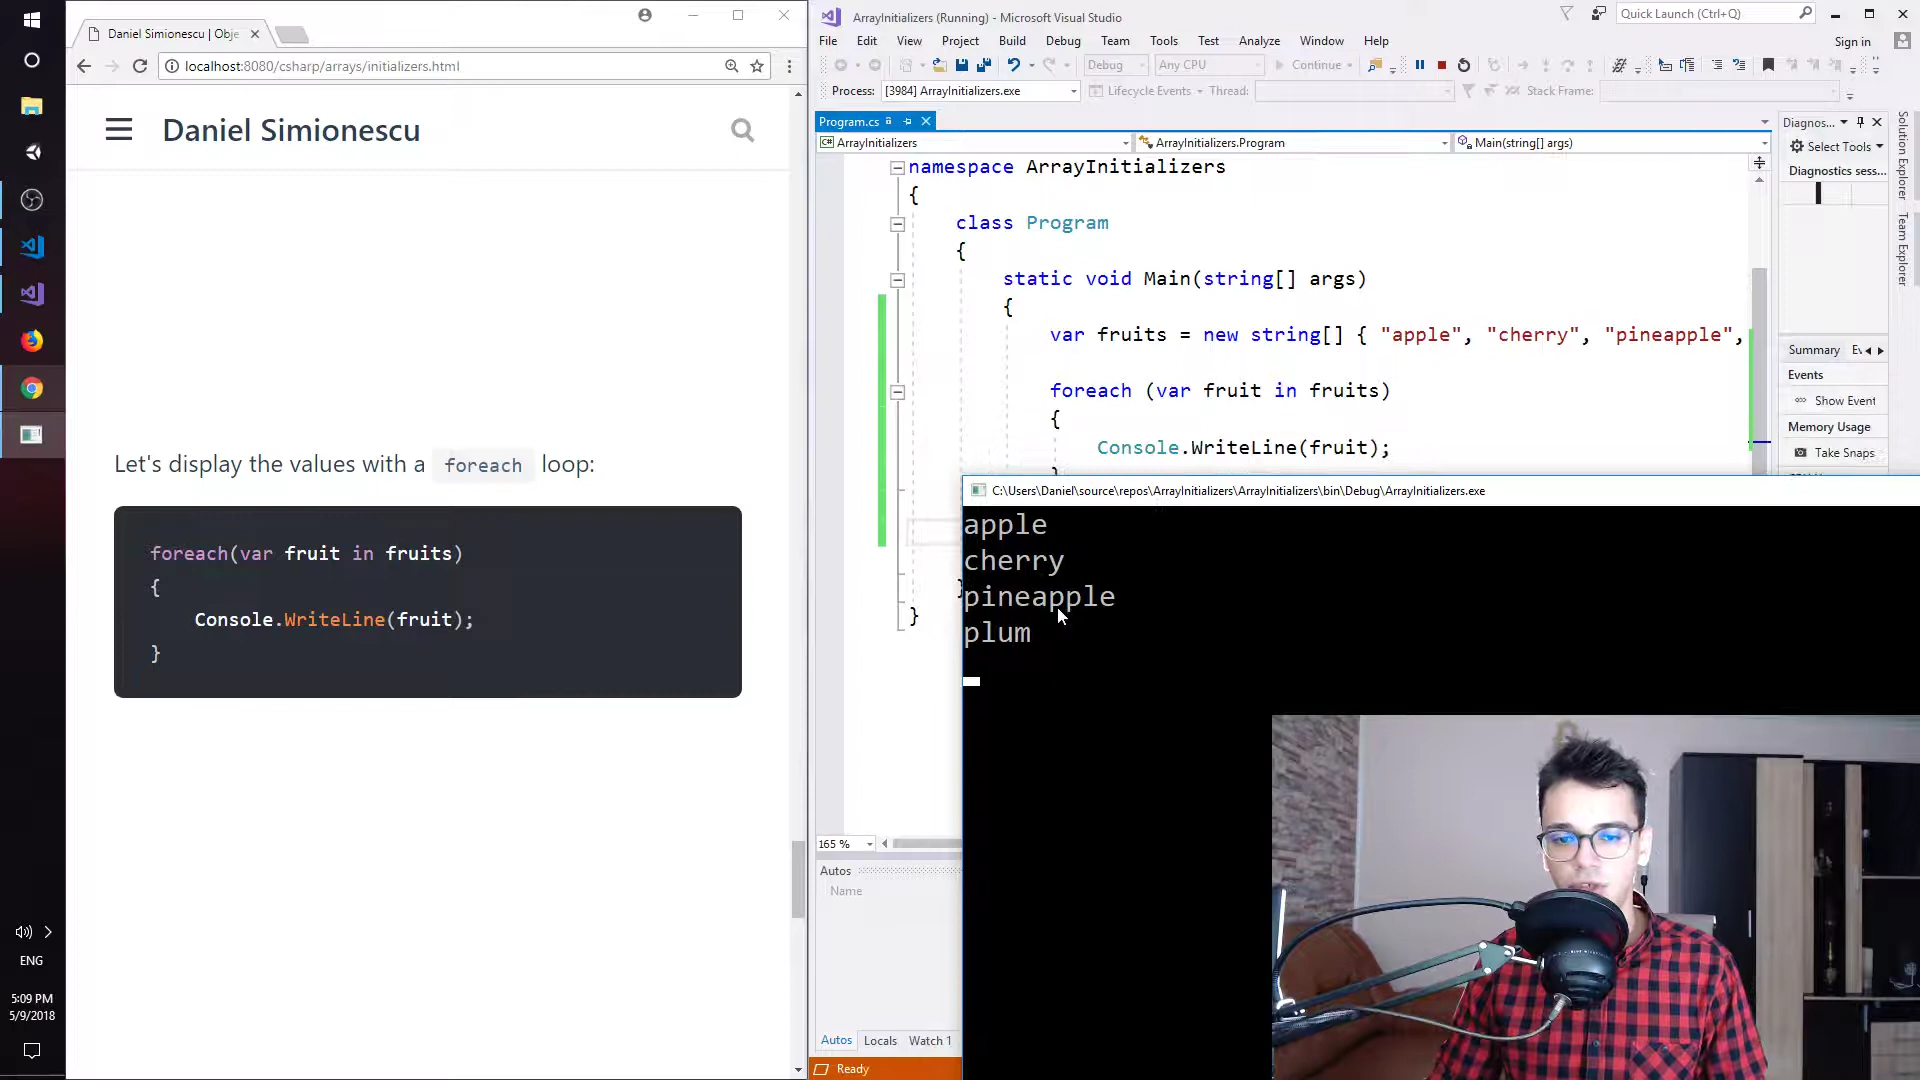 Daniel Simionescu | Obje
localhost:8080/csharp/arrays/initializers.html
Daniel Simionescu
Let's display the values with a foreach loop:
foreach(var fruit in fruits)
{
Console.WriteLine(fruit);
}
ENG
5:09 PM
5/9/2018
ArrayInitializers (Running) - Microsoft Visual Studio
Quick Launch (Ctrl+Q)
File Edit View Project Build Debug Team Tools Test Analyze Window Help
Sign in
Debug Any CPU Continue
Process: [3984] ArrayInitializers.exe Lifecycle Events Thread: Stack Frame:
Program.cs
ArrayInitializers ArrayInitializers.Program Main(string[] args)
namespace ArrayInitializers
{
class Program
{
static void Main(string[] args)
{
var fruits = new string[] { "apple", "cherry", "pineapple",
foreach (var fruit in fruits)
{
Console.WriteLine(fruit);
}
}
C:\Users\Daniel\source\repos\ArrayInitializers\ArrayInitializers\bin\Debug\ArrayInitializers.exe
apple
cherry
pineapple
plum
165 %
Autos
Name
Autos Locals Watch 1
Ready
Diagnos...
Select Tools
Diagnostics sess...
Summary Ev
Events
Show Event
Memory Usage
Take Snaps
Solution Explorer
Team Explorer